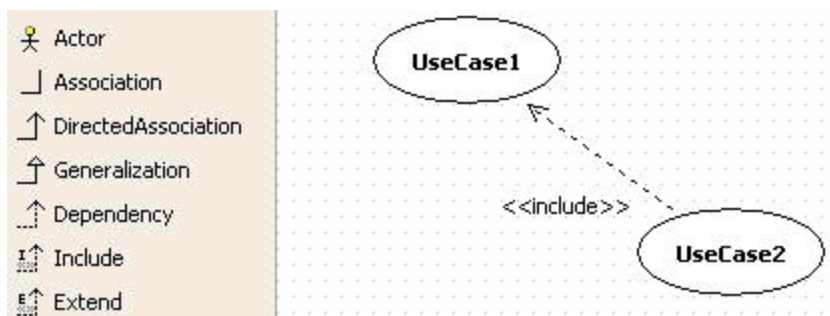 Actor
Association
DirectedAssociation
Generalization
Dependency
I
Include
E
Extend
UseCase1
<<include>>
UseCase2